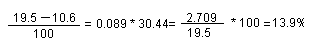 19.5 – 10.6 / 100 = 0.089 * 30.44 = 2.709 / 19.5 * 100 = 13.9%